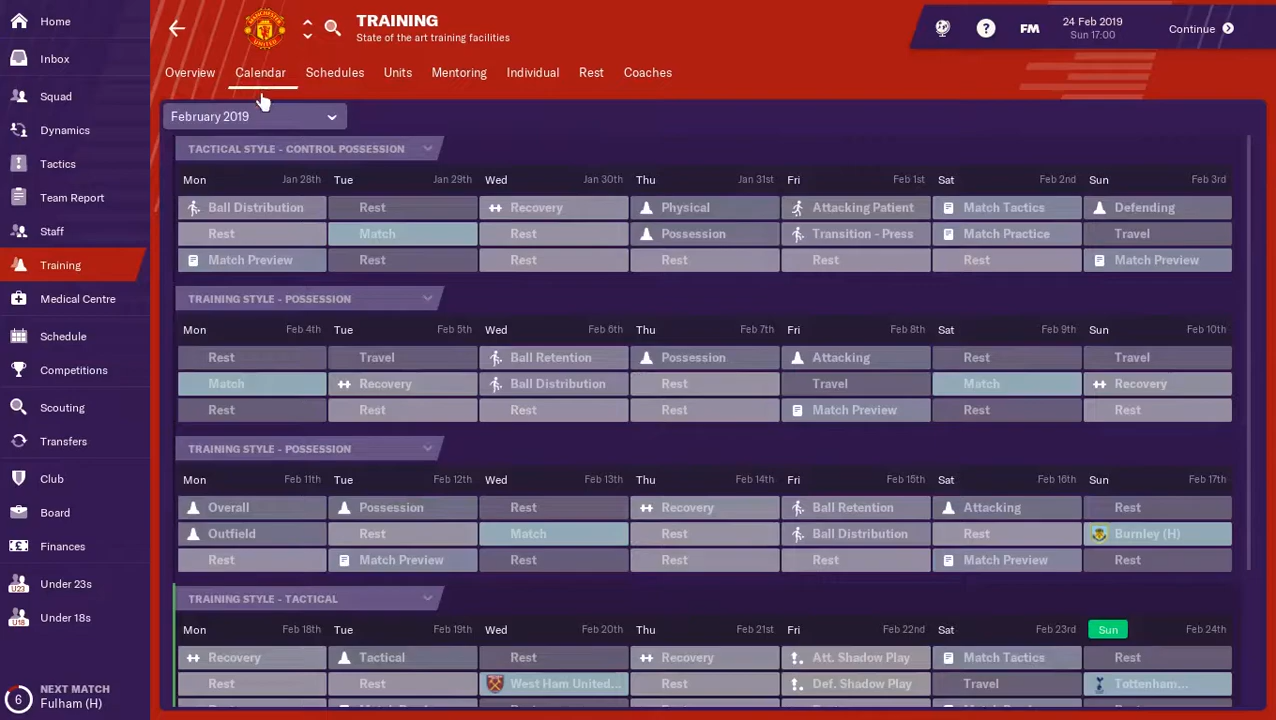 Home
Inbox
Squad
Dynamics
Tactics
Team Report
Staff
Training
Medical Centre
Schedule
Competitions
Scouting
Transfers
Club
Board
Finances
U23 Under 23s
U18 Under 18s
6 NEXT MATCH
Fulham (H)
TRAINING
State of the art training facilities
FM
24 Feb 2019
Sun 17:00
Continue
Overview Calendar Schedules Units Mentoring Individual Rest Coaches
February 2019
TACTICAL STYLE - CONTROL POSSESSION
Mon Jan 28th Tue Jan 29th Wed Jan 30th Thu Jan 31st Fri Feb 1st Sat Feb 2nd Sun Feb 3rd
Ball Distribution Rest Recovery Physical Attacking Patient Match Tactics Defending
Rest Match Rest Possession Transition - Press Match Practice Travel
Match Preview Rest Rest Rest Rest Rest Match Preview
TRAINING STYLE - POSSESSION
Mon Feb 4th Tue Feb 5th Wed Feb 6th Thu Feb 7th Fri Feb 8th Sat Feb 9th Sun Feb 10th
Rest Travel Ball Retention Possession Attacking Rest Travel
Match Recovery Ball Distribution Rest Travel Match Recovery
Rest Rest Rest Rest Match Preview Rest Rest
TRAINING STYLE - POSSESSION
Mon Feb 11th Tue Feb 12th Wed Feb 13th Thu Feb 14th Fri Feb 15th Sat Feb 16th Sun Feb 17th
Overall Possession Rest Recovery Ball Retention Attacking Rest
Outfield Rest Match Rest Ball Distribution Rest Burnley (H)
Rest Match Preview Rest Rest Rest Match Preview Rest
TRAINING STYLE - TACTICAL
Mon Feb 18th Tue Feb 19th Wed Feb 20th Thu Feb 21st Fri Feb 22nd Sat Feb 23rd Sun Feb 24th
Recovery Tactical Rest Recovery Att. Shadow Play Match Tactics Rest
Rest Rest West Ham United... Rest Def. Shadow Play Travel Tottenham...